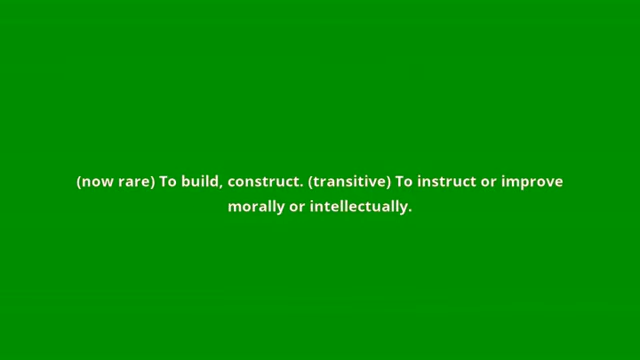 (now rare) To build, construct. (transitive) To instruct or improve
morally or intellectually.